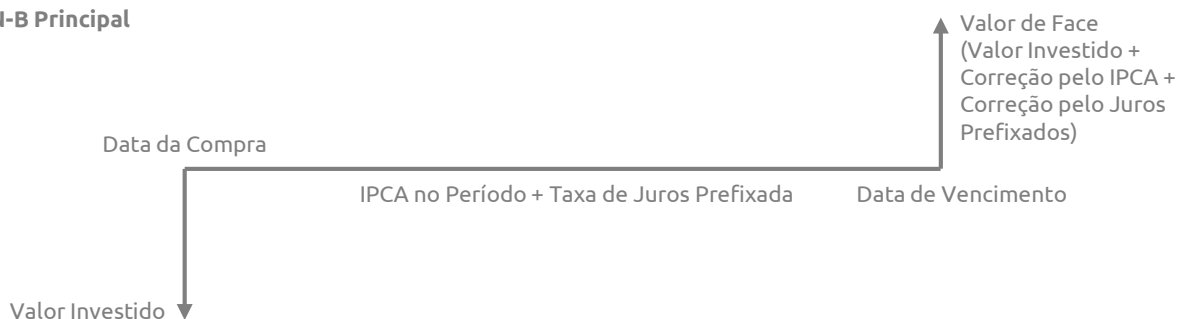 N-B Principal
Valor de Face
(Valor Investido +
Correção pelo IPCA +
Correção pelo Juros
Prefixados)
Data da Compra
IPCA no Período + Taxa de Juros Prefixada
Data de Vencimento
Valor Investido